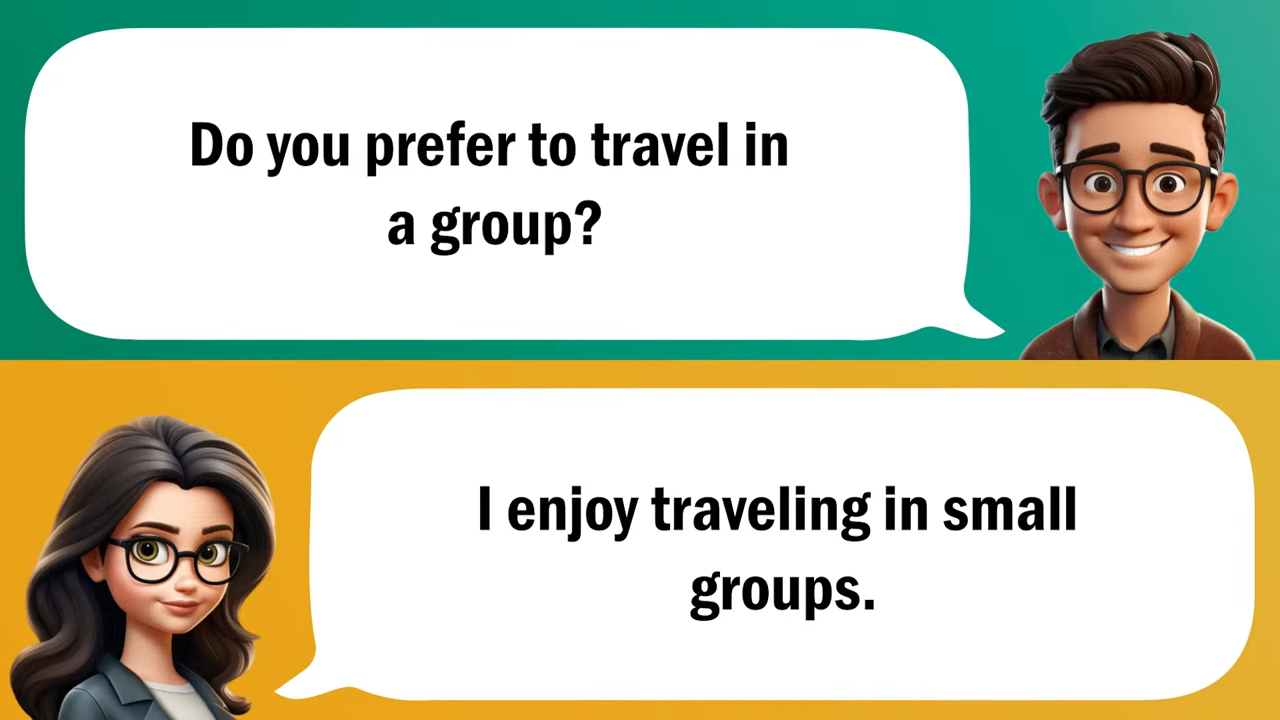 Do you prefer to travel in
a group?
I enjoy traveling in small
groups.